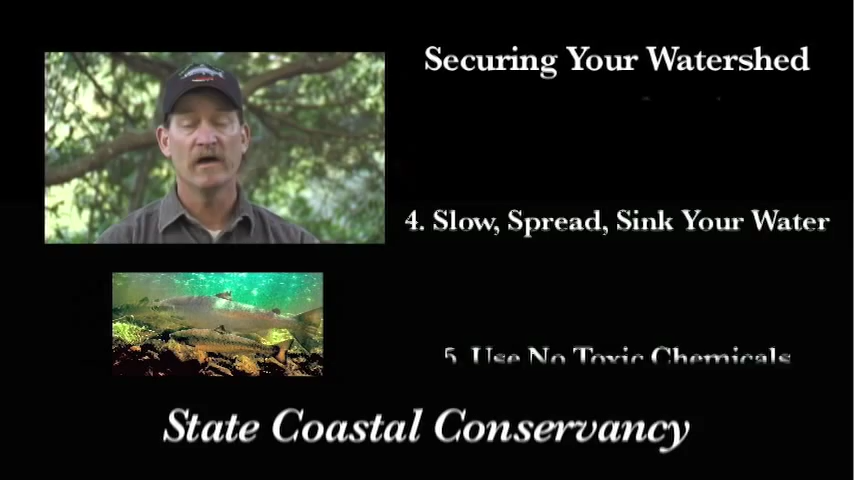 Securing Your Watershed
4. Slow, Spread, Sink Your Water
5. Use No Toxic Chemicals
State Coastal Conservancy